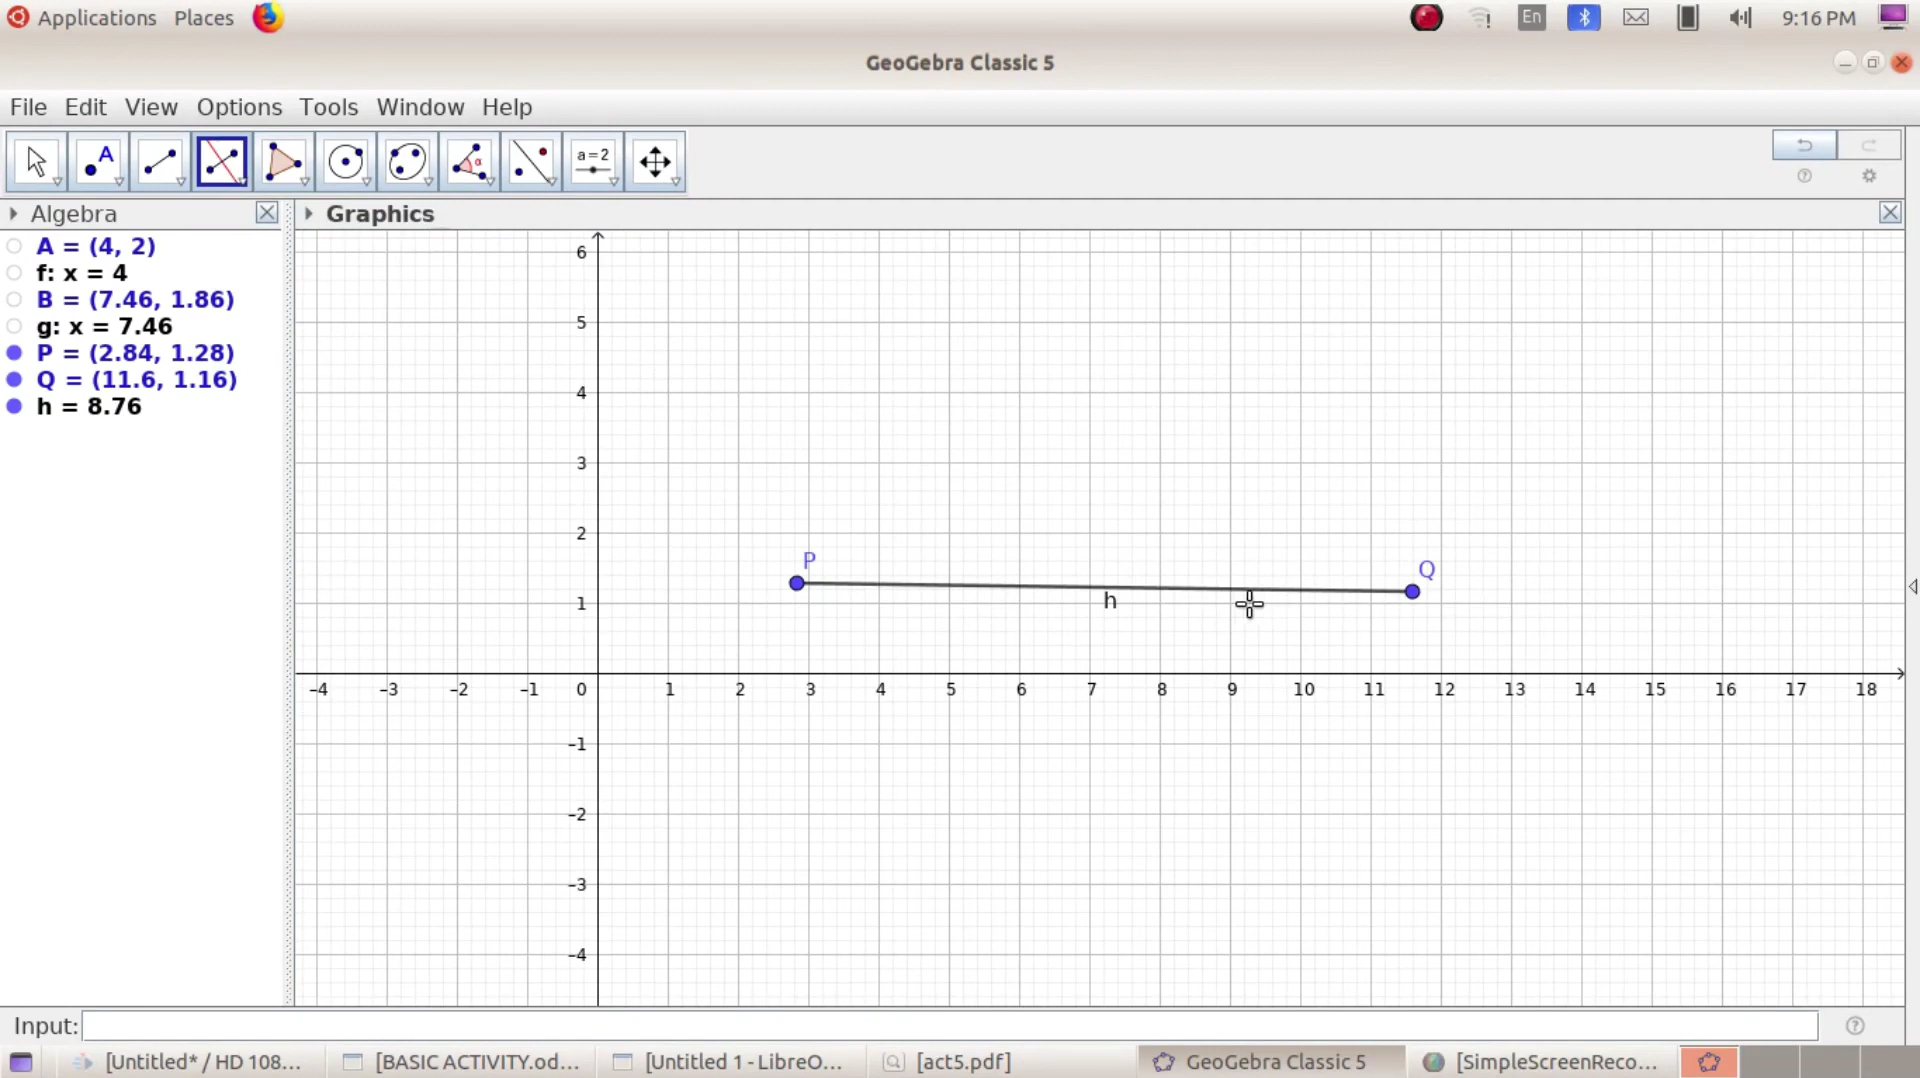 Applications Places En 9:16 PM
GeoGebra Classic 5
File Edit View Options Tools Window Help
A α a=2
Algebra Graphics
A = (4, 2)
f: x = 4
B = (7.46, 1.86)
g: x = 7.46
P = (2.84, 1.28)
Q = (11.6, 1.16)
h = 8.76
6
5
4
3
2
P Q
1 h
–4 –3 –2 –1 0 1 2 3 4 5 6 7 8 9 10 11 12 13 14 15 16 17 18
–1
–2
–3
–4
Input:
[Untitled* / HD 108... [BASIC ACTIVITY.od... [Untitled 1 - LibreO... [act5.pdf] GeoGebra Classic 5 [SimpleScreenReco...